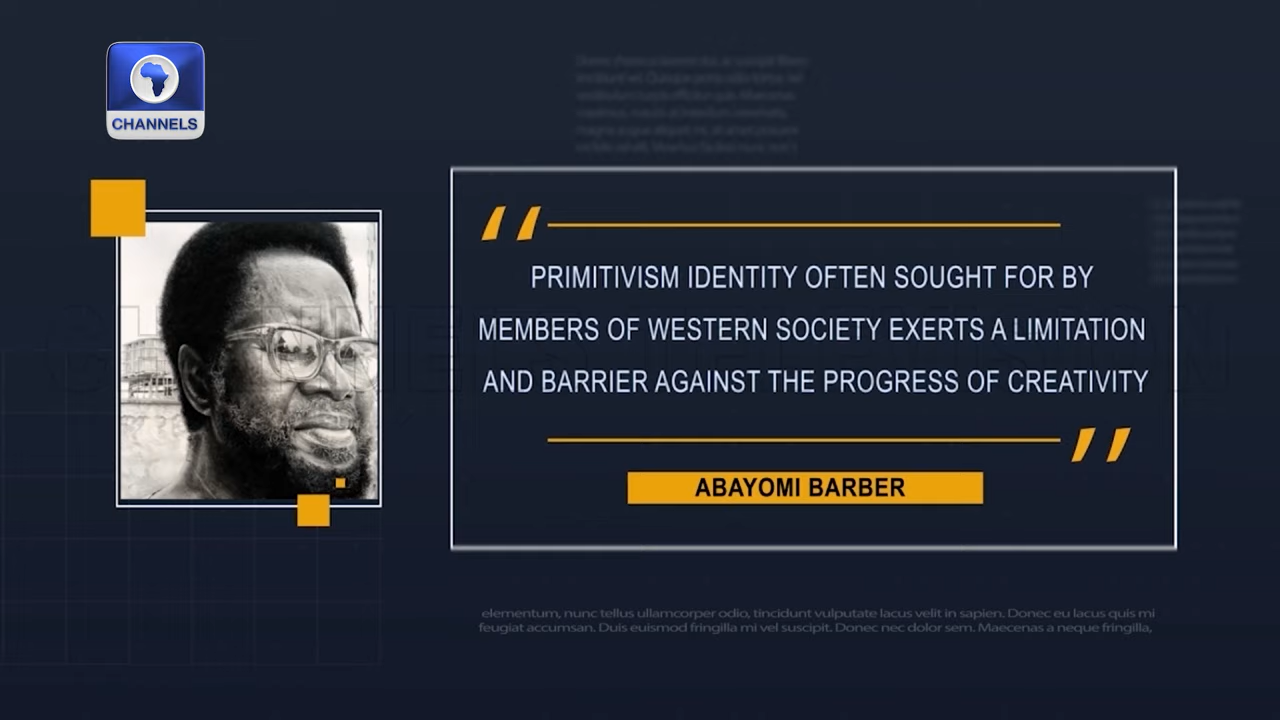 CHANNELS
PRIMITIVISM IDENTITY OFTEN SOUGHT FOR BY
MEMBERS OF WESTERN SOCIETY EXERTS A LIMITATION
AND BARRIER AGAINST THE PROGRESS OF CREATIVITY
ABAYOMI BARBER
elementum, nunc tellus ullamcorper odio, tincidunt vulputate lacus velit in sapien. Donec eu lacus quis mi
feugiat accumsan. Duis euismod fringilla mi vel suscipit. Donec nec dolor sem. Maecenas a neque fringilla,